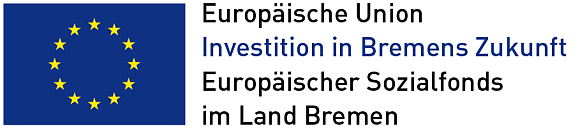 Europäische Union
Investition in Bremens Zukunft
Europäischer Sozialfonds
im Land Bremen